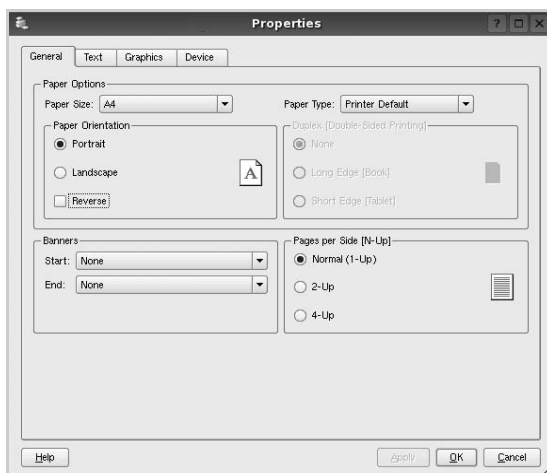 Properties
General Text Graphics Device
Paper Options
Paper Size: A4 Paper Type: Printer Default
Paper Orientation Duplex [Double-Sided Printing]
Portrait None
Landscape A Long Edge [Book]
Reverse Short Edge [Tablet]
Banners Pages per Side [N-Up]
Start: None Normal (1-Up)
End: None 2-Up
4-Up
Help Apply OK Cancel